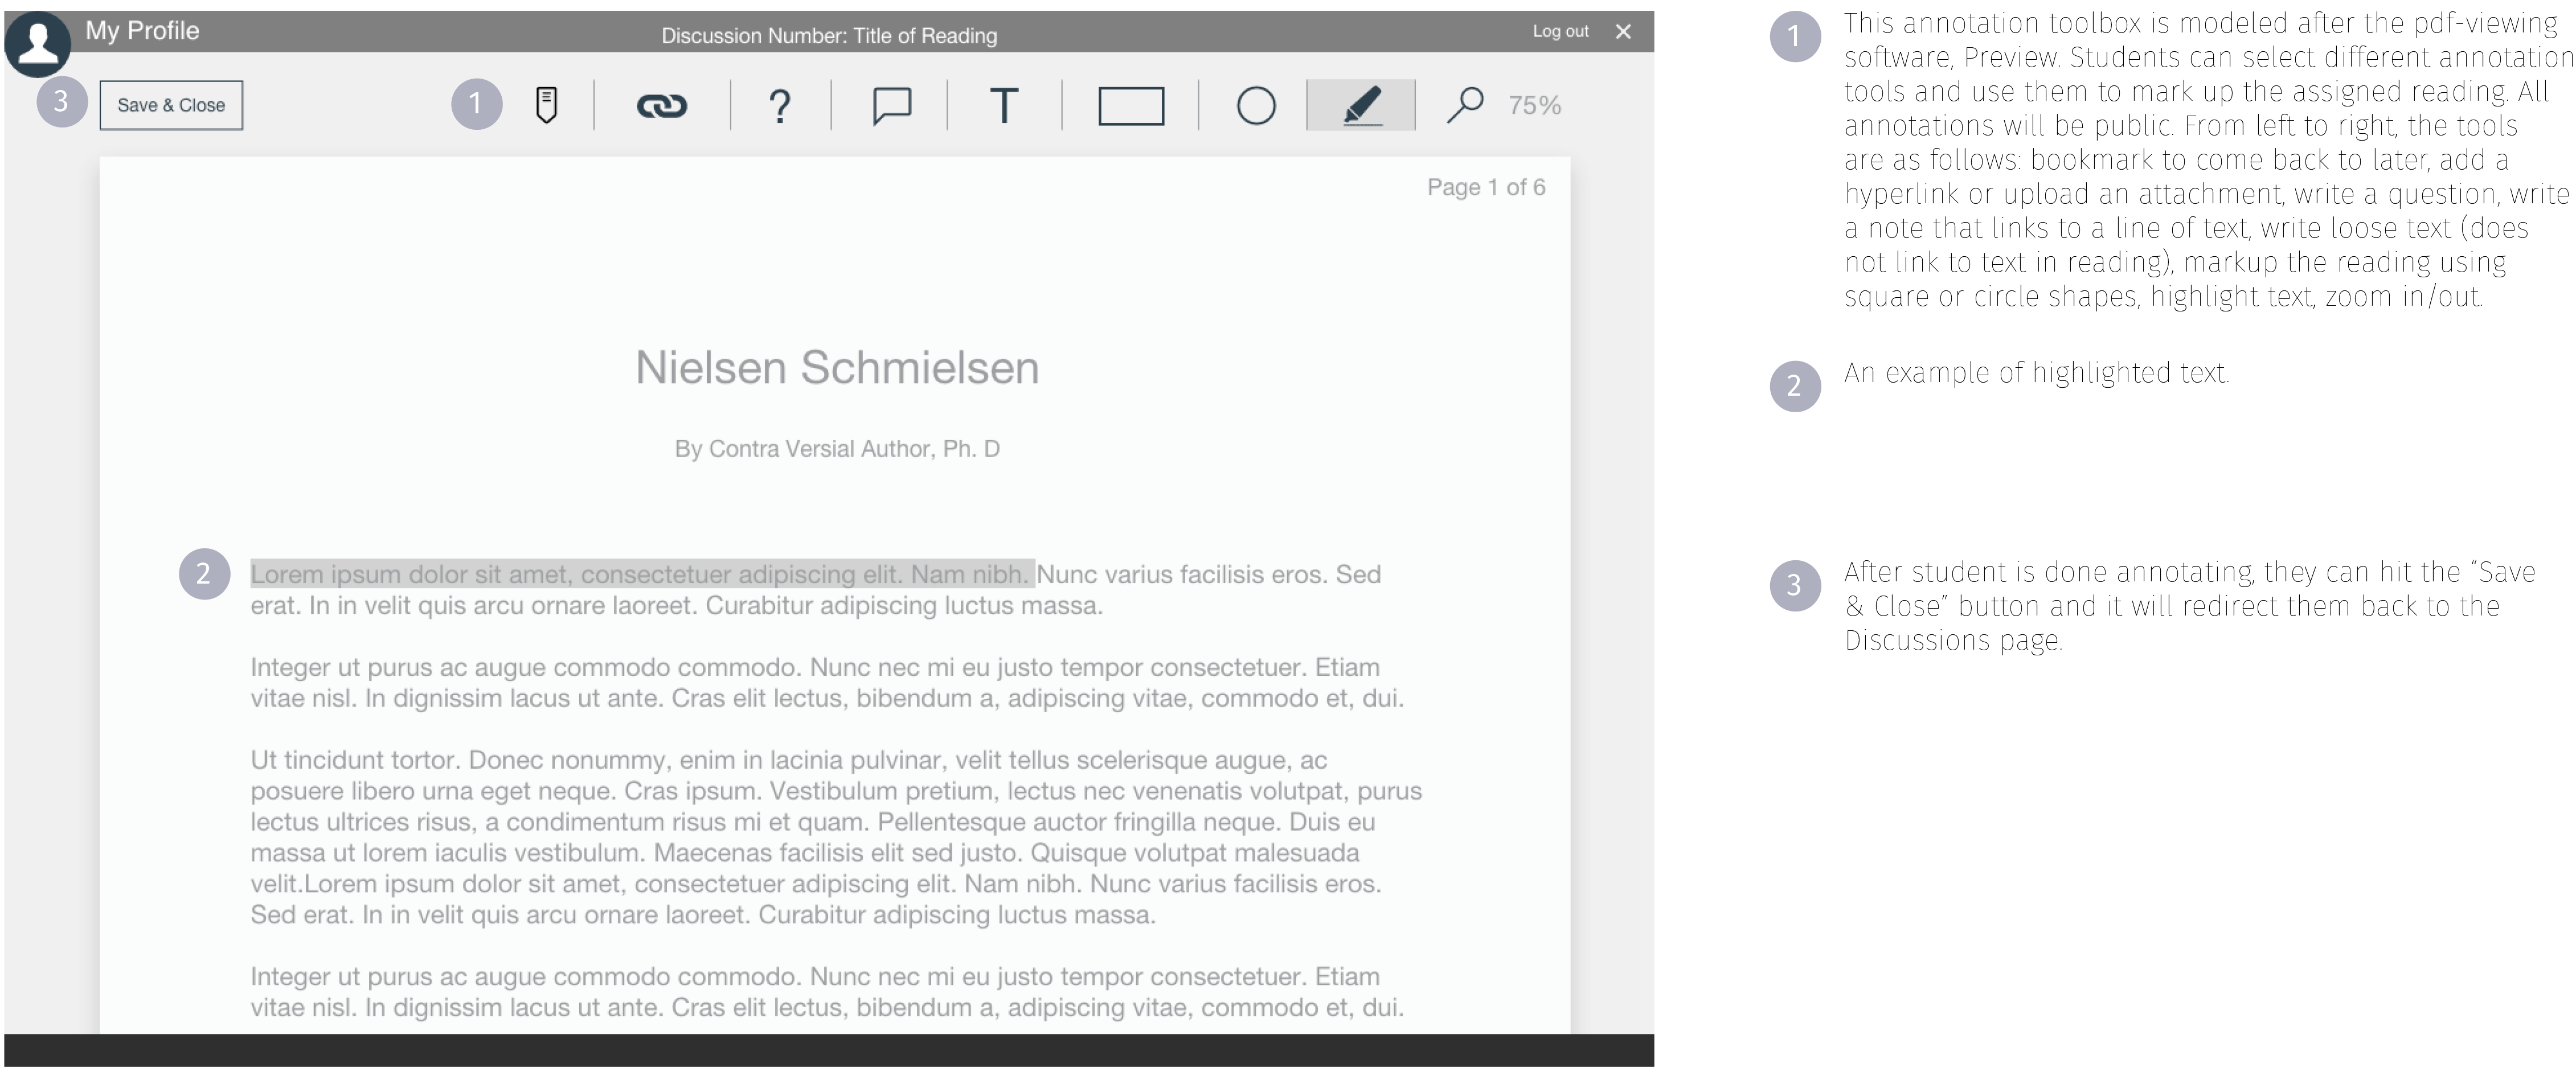 My Profile
Discussion Number: Title of Reading
Log out
3
Save & Close
1
?
T
75%
Page 1 of 6
Nielsen Schmielsen
By Contra Versial Author, Ph. D
2
Lorem ipsum dolor sit amet, consectetuer adipiscing elit. Nam nibh. Nunc varius facilisis eros. Sed
erat. In in velit quis arcu ornare laoreet. Curabitur adipiscing luctus massa.
Integer ut purus ac augue commodo commodo. Nunc nec mi eu justo tempor consectetuer. Etiam
vitae nisl. In dignissim lacus ut ante. Cras elit lectus, bibendum a, adipiscing vitae, commodo et, dui.
Ut tincidunt tortor. Donec nonummy, enim in lacinia pulvinar, velit tellus scelerisque augue, ac
posuere libero urna eget neque. Cras ipsum. Vestibulum pretium, lectus nec venenatis volutpat, purus
lectus ultrices risus, a condimentum risus mi et quam. Pellentesque auctor fringilla neque. Duis eu
massa ut lorem iaculis vestibulum. Maecenas facilisis elit sed justo. Quisque volutpat malesuada
velit.Lorem ipsum dolor sit amet, consectetuer adipiscing elit. Nam nibh. Nunc varius facilisis eros.
Sed erat. In in velit quis arcu ornare laoreet. Curabitur adipiscing luctus massa.
Integer ut purus ac augue commodo commodo. Nunc nec mi eu justo tempor consectetuer. Etiam
vitae nisl. In dignissim lacus ut ante. Cras elit lectus, bibendum a, adipiscing vitae, commodo et, dui.
1
This annotation toolbox is modeled after the pdf-viewing
software, Preview. Students can select different annotation
tools and use them to mark up the assigned reading. All
annotations will be public. From left to right, the tools
are as follows: bookmark to come back to later, add a
hyperlink or upload an attachment, write a question, write
a note that links to a line of text, write loose text (does
not link to text in reading), markup the reading using
square or circle shapes, highlight text, zoom in/out.
2
An example of highlighted text.
3
After student is done annotating, they can hit the “Save
& Close” button and it will redirect them back to the
Discussions page.